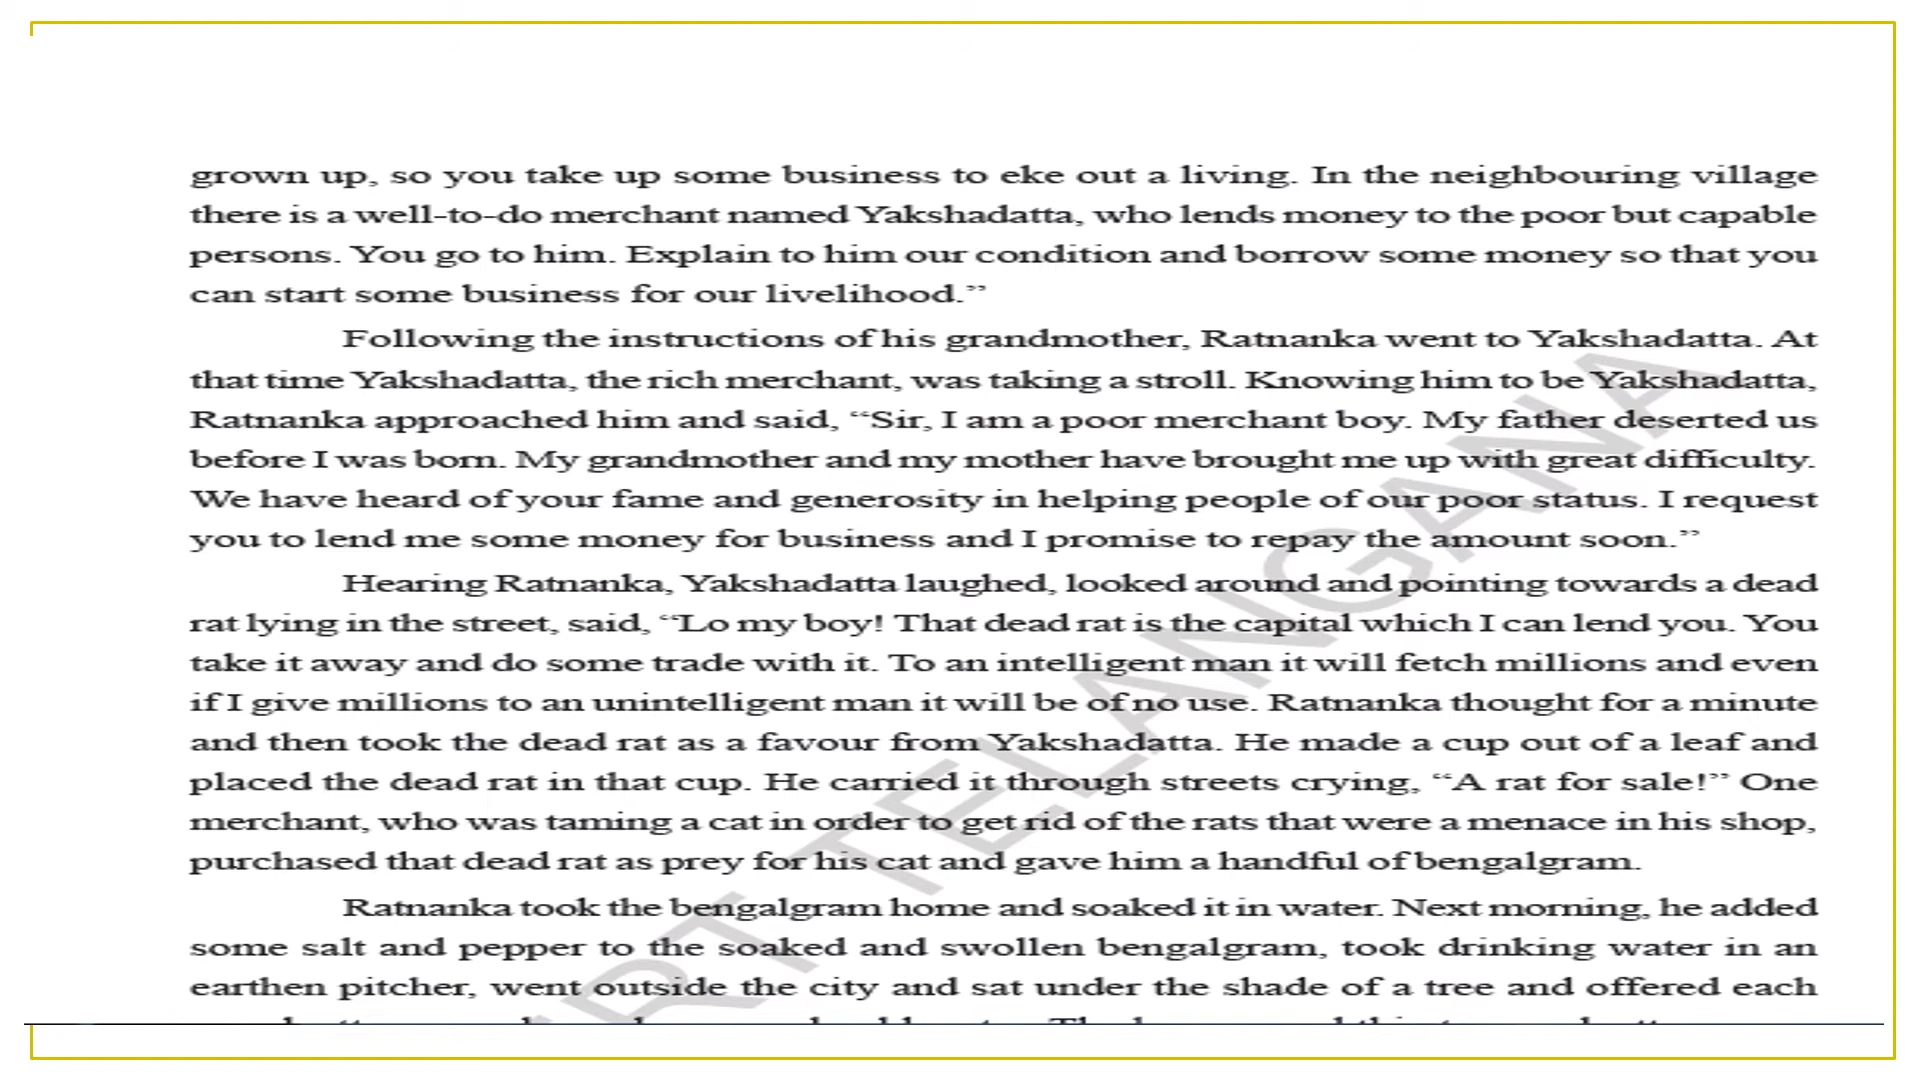 grown up, so you take up some business to eke out a living. In the neighbouring village
there is a well-to-do merchant named Yakshadatta, who lends money to the poor but capable
persons. You go to him. Explain to him our condition and borrow some money so that you
can start some business for our livelihood.”
Following the instructions of his grandmother, Ratnanka went to Yakshadatta. At
that time Yakshadatta, the rich merchant, was taking a stroll. Knowing him to be Yakshadatta,
Ratnanka approached him and said, “Sir, I am a poor merchant boy. My father deserted us
before I was born. My grandmother and my mother have brought me up with great difficulty.
We have heard of your fame and generosity in helping people of our poor status. I request
you to lend me some money for business and I promise to repay the amount soon.”
Hearing Ratnanka, Yakshadatta laughed, looked around and pointing towards a dead
rat lying in the street, said, “Lo my boy! That dead rat is the capital which I can lend you. You
take it away and do some trade with it. To an intelligent man it will fetch millions and even
if I give millions to an unintelligent man it will be of no use. Ratnanka thought for a minute
and then took the dead rat as a favour from Yakshadatta. He made a cup out of a leaf and
placed the dead rat in that cup. He carried it through streets crying, “A rat for sale!” One
merchant, who was taming a cat in order to get rid of the rats that were a menace in his shop,
purchased that dead rat as prey for his cat and gave him a handful of bengalgram.
Ratnanka took the bengalgram home and soaked it in water. Next morning, he added
some salt and pepper to the soaked and swollen bengalgram, took drinking water in an
earthen pitcher, went outside the city and sat under the shade of a tree and offered each
RT TELANGANA